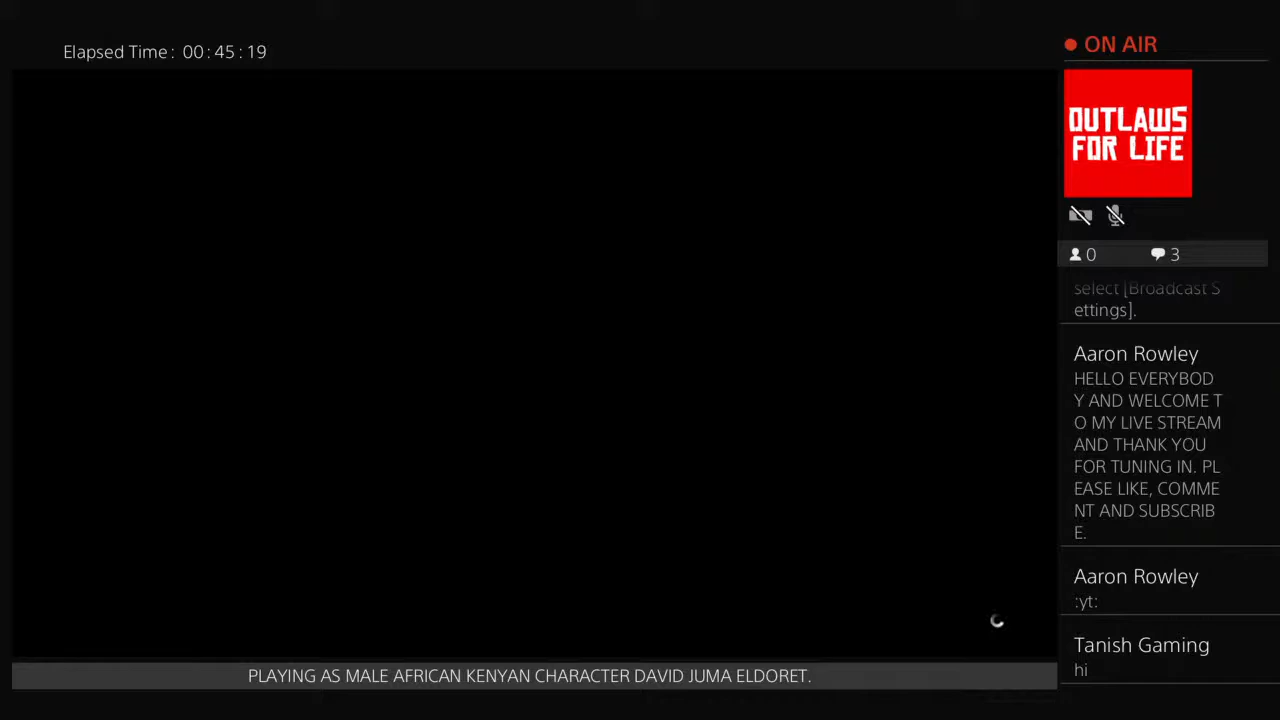 Elapsed Time: 00:45:19
ON AIR
OUTLAWS
FOR LIFE
0 3
select [Broadcast S
ettings].
Aaron Rowley
HELLO EVERYBOD
Y AND WELCOME T
O MY LIVE STREAM
AND THANK YOU
FOR TUNING IN. PL
EASE LIKE, COMME
NT AND SUBSCRIB
E.
Aaron Rowley
:yt:
Tanish Gaming
hi
PLAYING AS MALE AFRICAN KENYAN CHARACTER DAVID JUMA ELDORET.